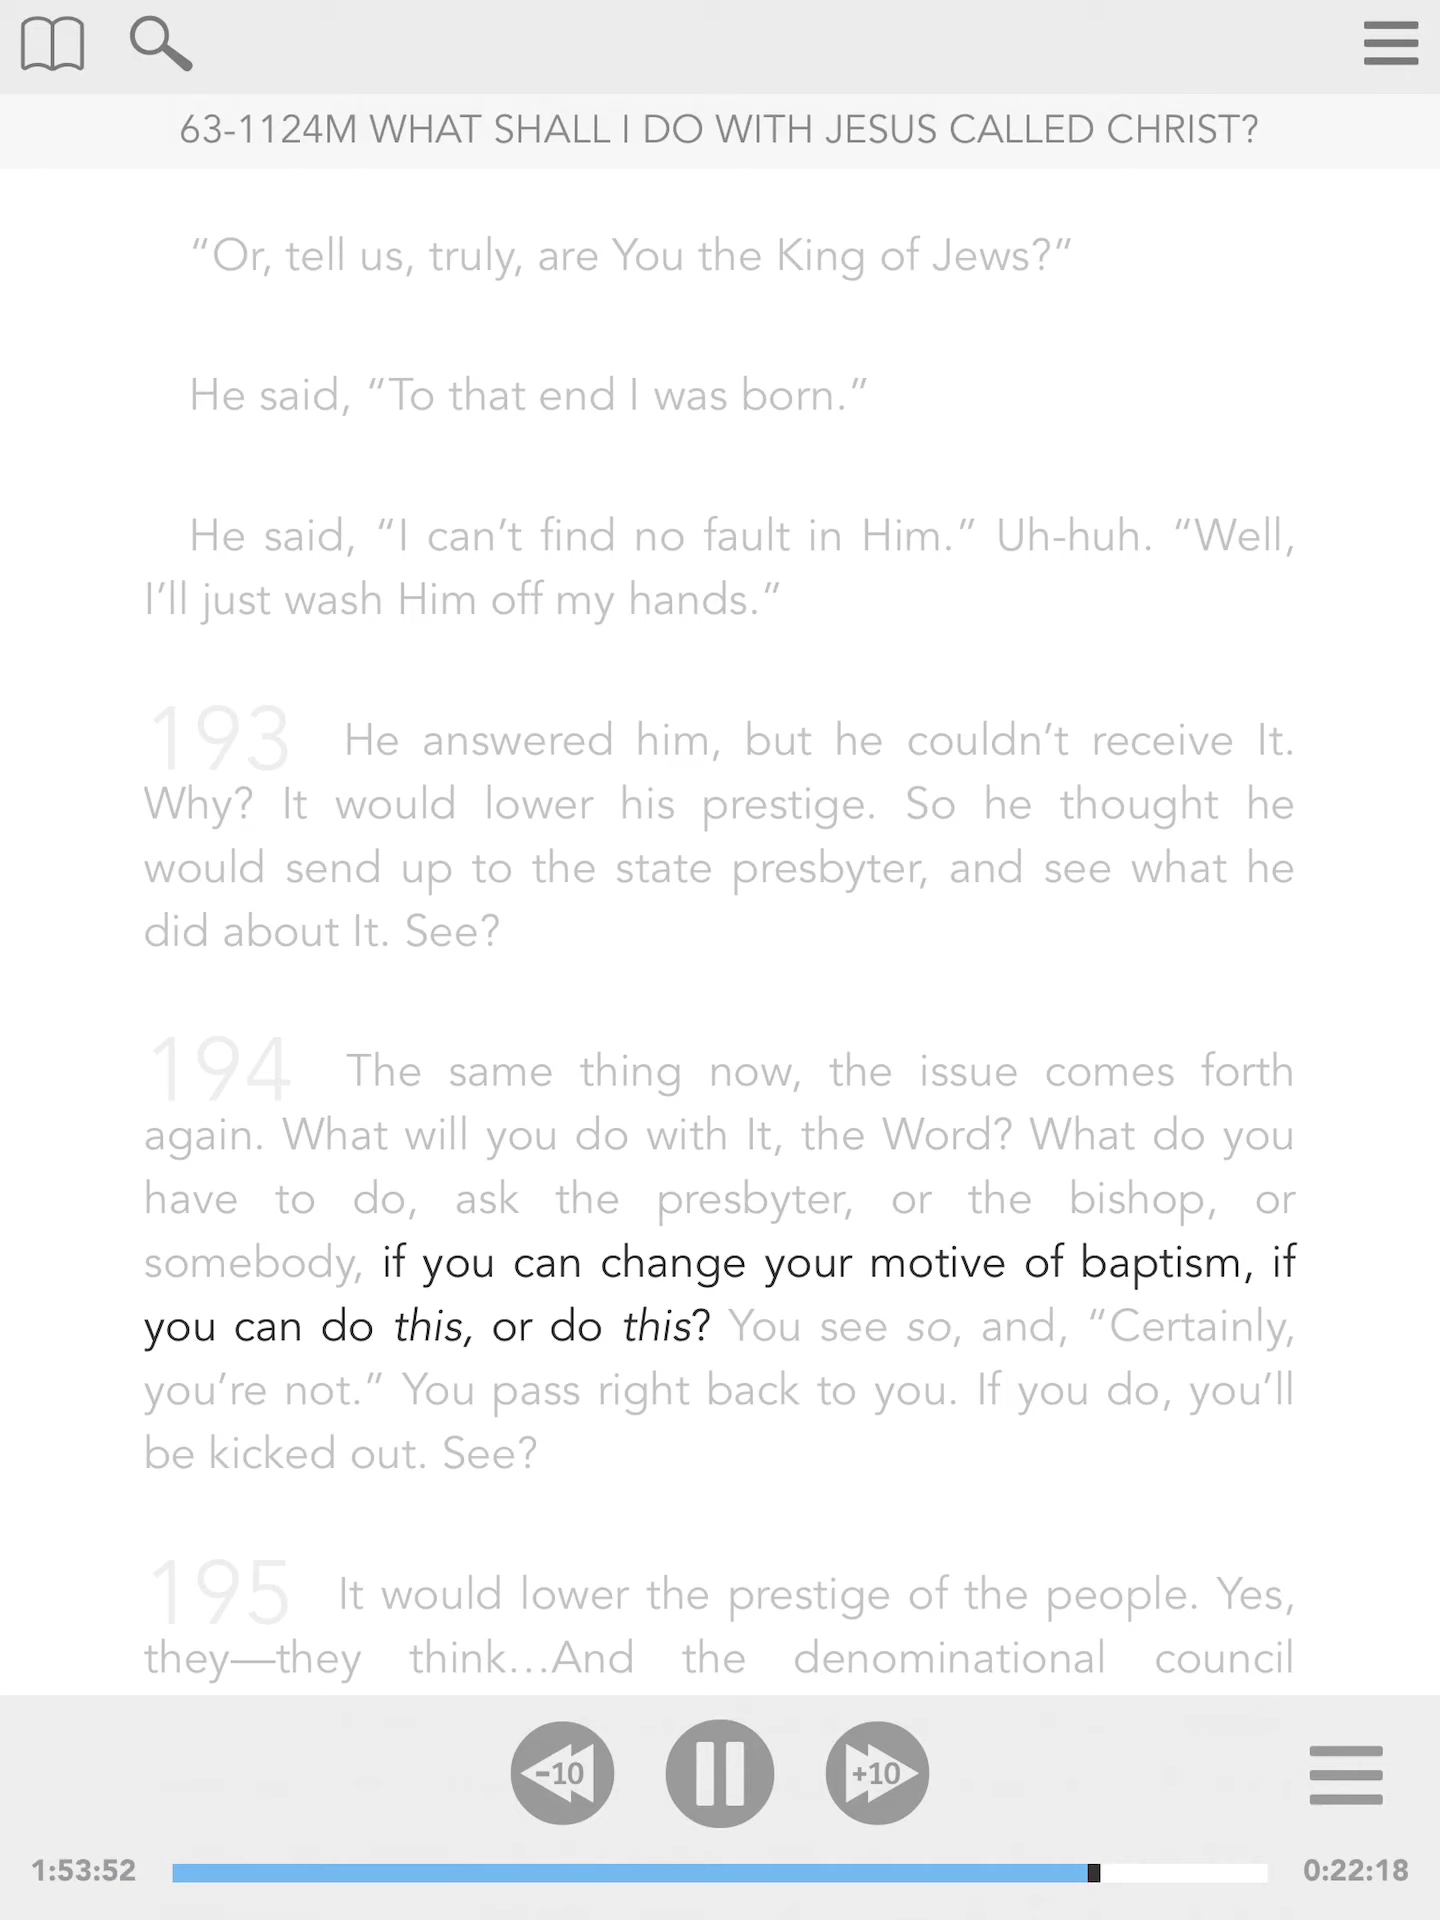 63-1124M WHAT SHALL I DO WITH JESUS CALLED CHRIST?
“Or, tell us, truly, are You the King of Jews?”
He said, “To that end I was born.”
He said, “I can’t find no fault in Him.” Uh-huh. “Well,
I’ll just wash Him off my hands.”
193 He answered him, but he couldn’t receive It.
Why? It would lower his prestige. So he thought he
would send up to the state presbyter, and see what he
did about It. See?
194 The same thing now, the issue comes forth
again. What will you do with It, the Word? What do you
have to do, ask the presbyter, or the bishop, or
somebody, if you can change your motive of baptism, if
you can do this, or do this? You see so, and, “Certainly,
you’re not.” You pass right back to you. If you do, you’ll
be kicked out. See?
195 It would lower the prestige of the people. Yes,
they—they think…And the denominational council
-10 +10
1:53:52 0:22:18